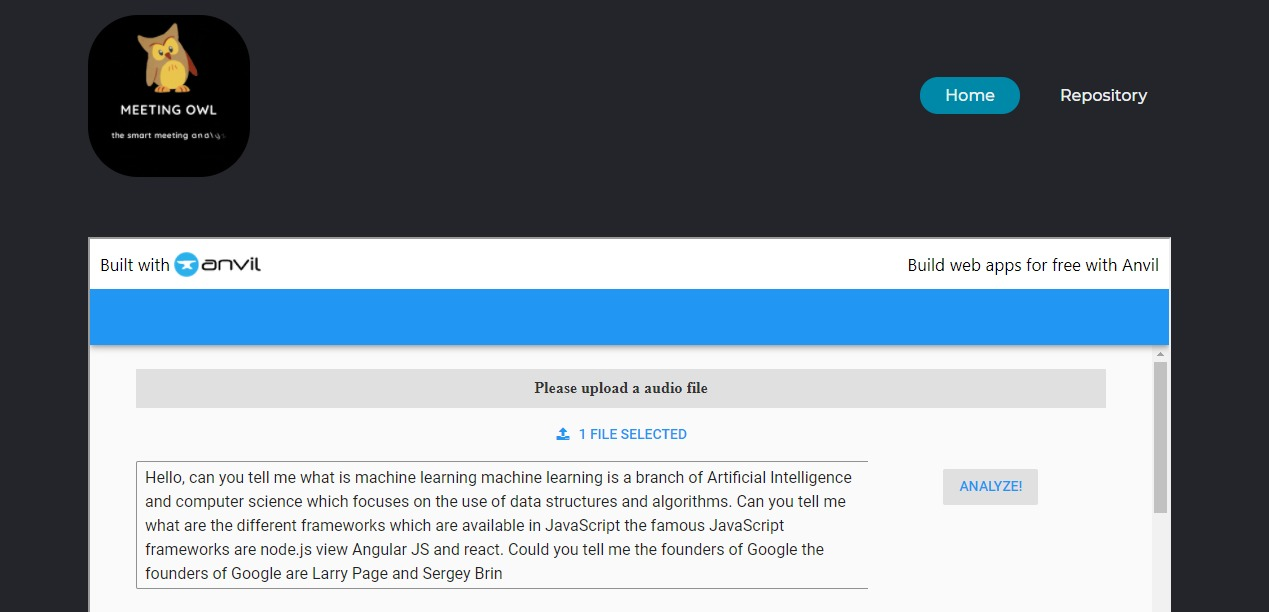 MEETING OWL
the smart meeting
Home
Repository
Built with anvil
Build web apps for free with Anvil
Please upload a audio file
1 FILE SELECTED
Hello, can you tell me what is machine learning machine learning is a branch of Artificial Intelligence
and computer science which focuses on the use of data structures and algorithms. Can you tell me
what are the different frameworks which are available in JavaScript the famous JavaScript
frameworks are node.js view Angular JS and react. Could you tell me the founders of Google the
founders of Google are Larry Page and Sergey Brin
ANALYZE!